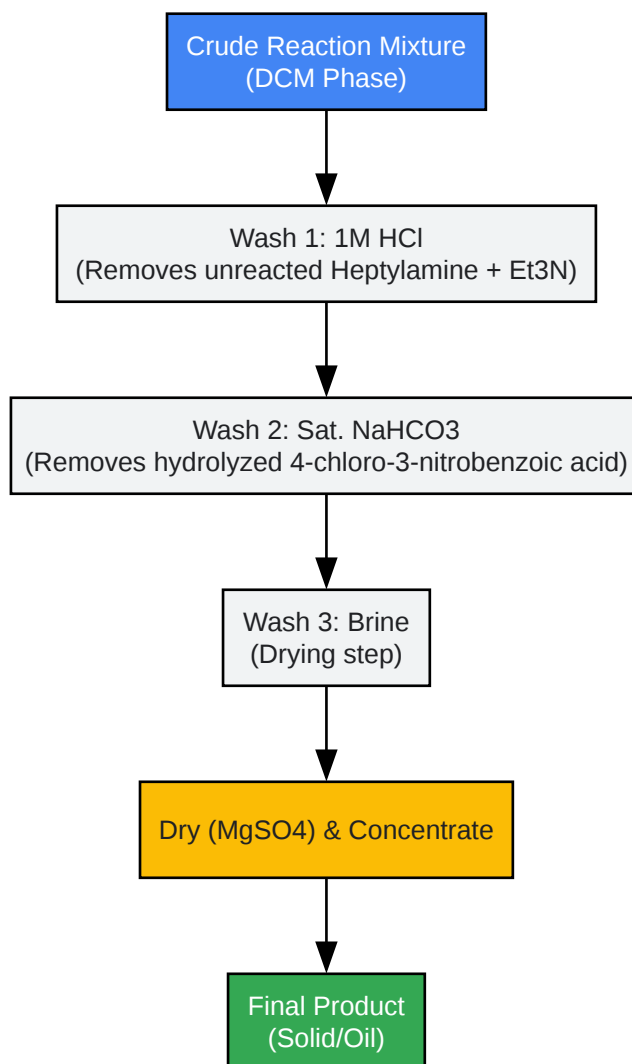 Crude Reaction Mixture
(DCM Phase)
Wash 1: 1M HCl
(Removes unreacted Heptylamine + Et3N)
Wash 2: Sat. NaHCO3
(Removes hydrolyzed 4-chloro-3-nitrobenzoic acid)
Wash 3: Brine
(Drying step)
Dry (MgSO4) & Concentrate
Final Product
(Solid/Oil)